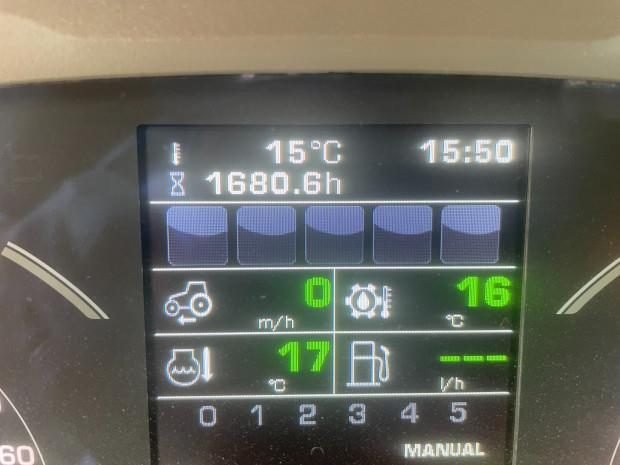 15°C 15:50
1680.6h
0 16
m/h °C
17 ---
°C l/h
0 1 2 3 4 5
60
MANUAL